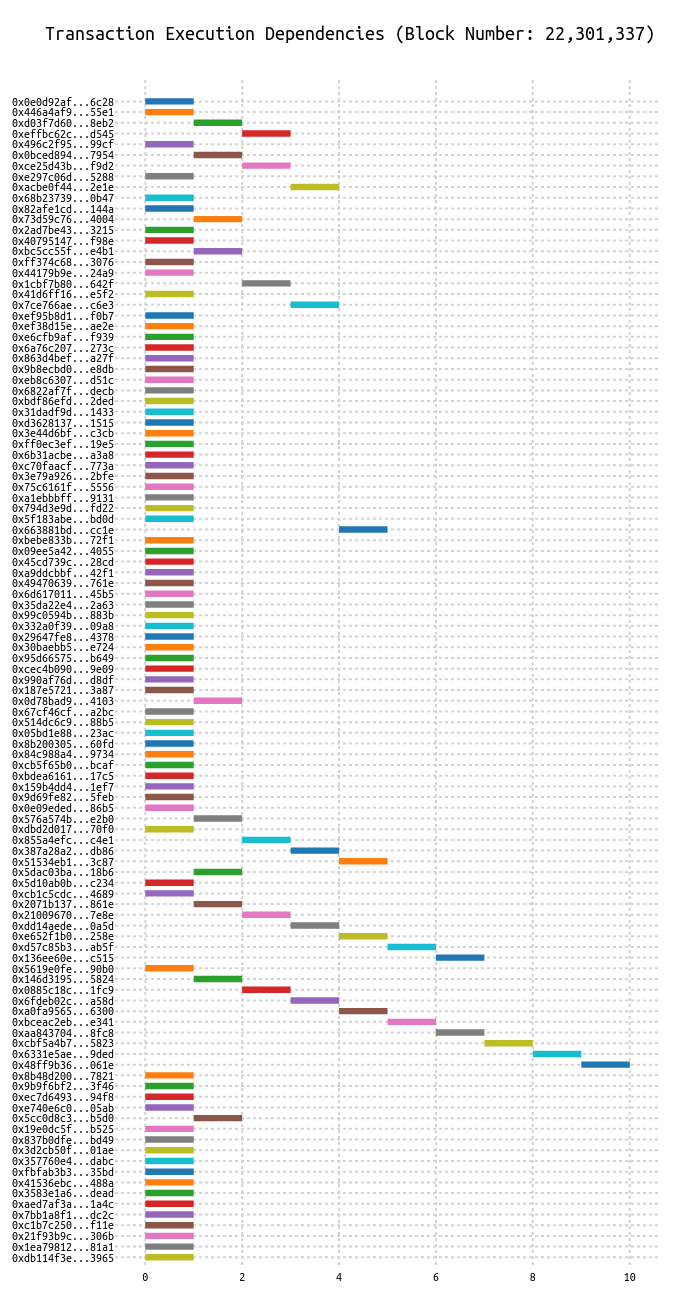 Transaction Execution Dependencies (Block Number: 22,301,337)
0x0e0d92af...6c28
0x446a4af9...55e1
0xd03f7d60...8eb2
0xeffbc62c...d545
0x496c2f95...99cf
0x0bced894...7954
0xce25d43b...f9d2
0xe297c06d...5288
0xacbe0f44...2e1e
0x68b23739...0b47
0x82afe1cd...144a
0x73d59c76...4004
0x2ad7be43...3215
0x40795147...f98e
0xbc5cc55f...e4b1
0xff374c68...3076
0x44179b9e...24a9
0x1cbf7b80...642f
0x41d6ff16...e5f2
0x7ce766ae...c6e3
0xef95b8d1...f0b7
0xef38d15e...ae2e
0xe6cfb9af...f939
0x6a76c207...273c
0x863d4bef...a27f
0x9b8ecbd0...e8db
0xeb8c6307...d51c
0x6822af7f...decb
0xbdf86efd...2ded
0x31dadf9d...1433
0xd3628137...1515
0x3e44d6bf...c3cb
0xff0ec3ef...19e5
0x6b31acbe...a3a8
0xc70faacf...773a
0x3e79a926...2bfe
0x75c6161f...5556
0xa1ebbbff...9131
0x794d3e9d...fd22
0x5f183abe...bd0d
0x663881bd...cc1e
0xbebe833b...72f1
0x09ee5a42...4055
0x45cd739c...28cd
0xa9ddcbbf...42f1
0x49470639...761e
0x6d617011...45b5
0x35da22e4...2a63
0x99c0594b...883b
0x332a0f39...09a8
0x29647fe8...4378
0x30baebb5...e724
0x95d66575...b649
0xcec4b090...9e09
0x990af76d...d8df
0x187e5721...3a87
0x0d78bad9...4103
0x67cf46cf...a2bc
0x514dc6c9...88b5
0x05bd1e88...23ac
0x8b200305...60fd
0x84c988a4...9734
0xcb5f65b0...bcaf
0xbdea6161...17c5
0x159b4dd4...1ef7
0x9d69fe82...5feb
0x0e09eded...86b5
0x576a574b...e2b0
0xdbd2d017...70f0
0x855a4efc...c4e1
0x387a28a2...db86
0x51534eb1...3c87
0x5dac03ba...18b6
0x5d10ab0b...c234
0xcb1c5cdc...4689
0x2071b137...861e
0x21009670...7e8e
0xdd14aede...0a5d
0xe652f1b0...258e
0xd57c85b3...ab5f
0x136ee60e...c515
0x5619e0fe...90b0
0x146d3195...5824
0x0885c18c...1fc9
0x6fdeb02c...a58d
0xa0fa9565...6300
0xbceac2eb...e341
0xaa843704...8fc8
0xcbf5a4b7...5823
0x6331e5ae...9ded
0x48ff9b36...061e
0x8b48d200...7821
0x9b9f6bf2...3f46
0xec7d6493...94f8
0xe740e6c0...05ab
0x5cc0d8c3...b5d0
0x19e0dc5f...b525
0x837b0dfe...bd49
0x3d2cb50f...01ae
0x357760e4...dabc
0xfbfab3b3...35bd
0x41536ebc...488a
0x3583e1a6...dead
0xaed7af3a...1a4c
0x7bb1a8f1...dc2c
0xc1b7c250...f11e
0x21f93b9c...306b
0x1ea79812...81a1
0xdb114f3e...3965
0 2 4 6 8 10